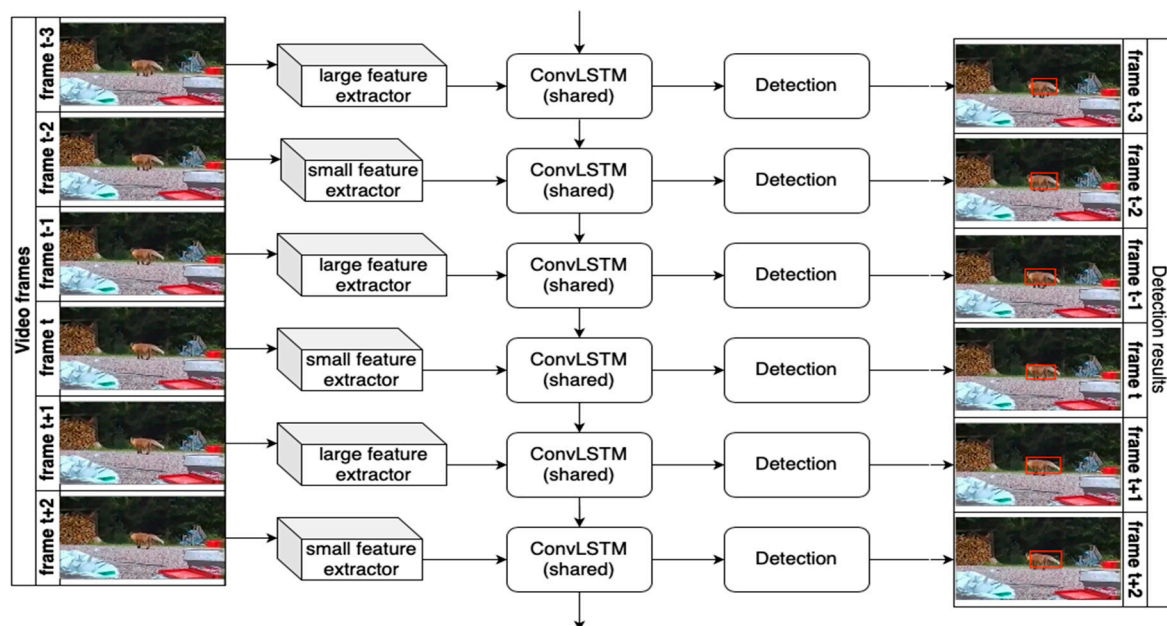 Video frames
frame t-3
large feature
extractor
ConvLSTM
(shared)
Detection
frame t-3
frame t-2
small feature
extractor
ConvLSTM
(shared)
Detection
frame t-2
frame t-1
large feature
extractor
ConvLSTM
(shared)
Detection
frame t-1
frame t
small feature
extractor
ConvLSTM
(shared)
Detection
frame t
frame t+1
large feature
extractor
ConvLSTM
(shared)
Detection
frame t+1
frame t+2
small feature
extractor
ConvLSTM
(shared)
Detection
frame t+2
Detection results